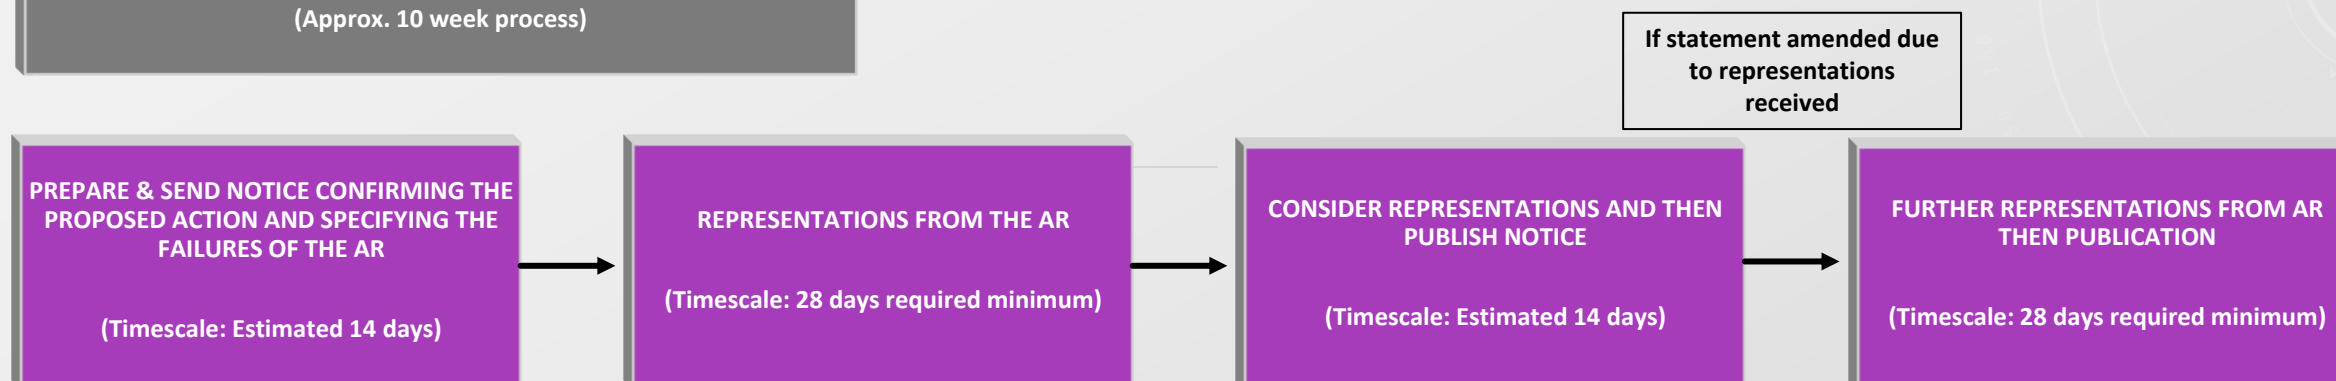 (Approx. 10 week process)
If statement amended due
to representations
received
PREPARE & SEND NOTICE CONFIRMING THE
PROPOSED ACTION AND SPECIFYING THE
FAILURES OF THE AR
(Timescale: Estimated 14 days)
REPRESENTATIONS FROM THE AR
(Timescale: 28 days required minimum)
CONSIDER REPRESENTATIONS AND THEN
PUBLISH NOTICE
(Timescale: Estimated 14 days)
FURTHER REPRESENTATIONS FROM AR
THEN PUBLICATION
(Timescale: 28 days required minimum)